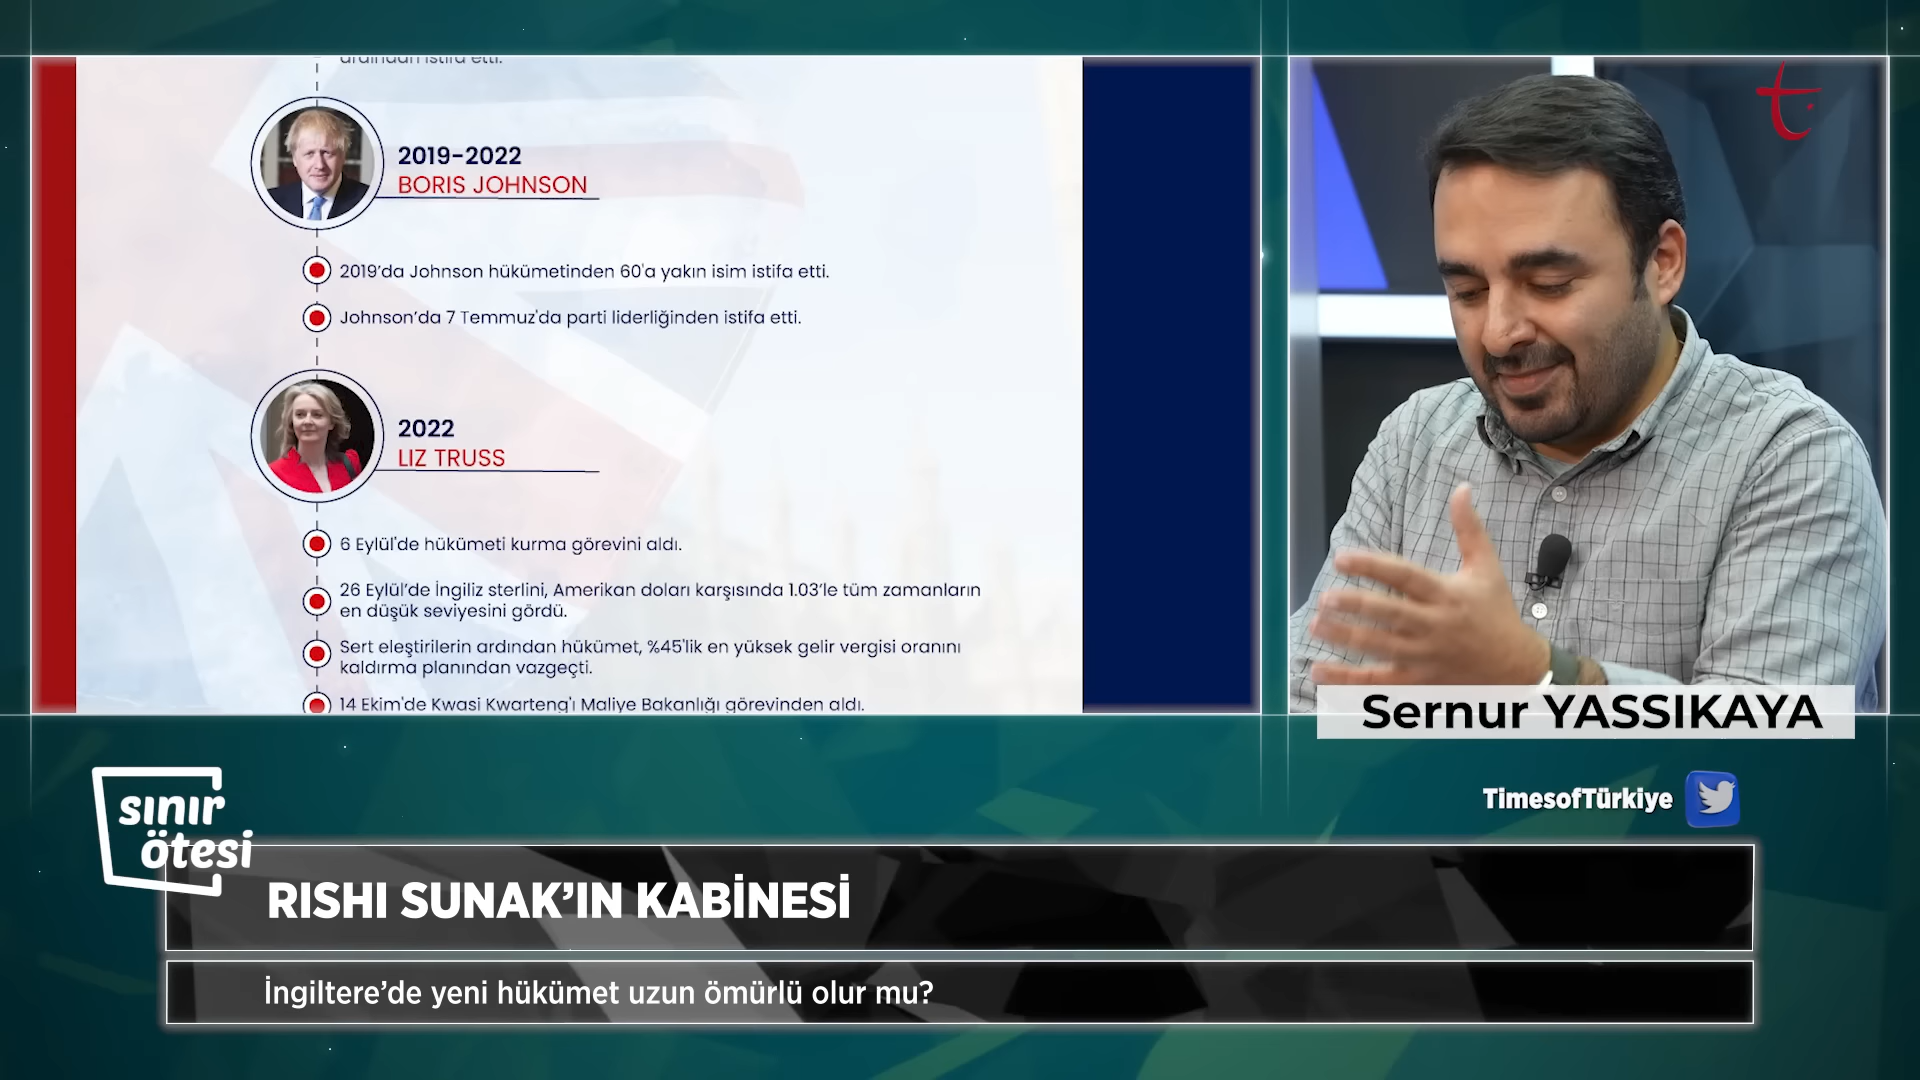 ardından istifa etti.
2019-2022
BORIS JOHNSON
2019’da Johnson hükümetinden 60'a yakın isim istifa etti.
Johnson’da 7 Temmuz'da parti liderliğinden istifa etti.
2022
LIZ TRUSS
6 Eylül'de hükümeti kurma görevini aldı.
26 Eylül’de İngiliz sterlini, Amerikan doları karşısında 1.03’le tüm zamanların
en düşük seviyesini gördü.
Sert eleştirilerin ardından hükümet, %45'lik en yüksek gelir vergisi oranını
kaldırma planından vazgeçti.
14 Ekim'de Kwasi Kwarteng'ı Maliye Bakanlığı görevinden aldı.
t
Sernur YASSIKAYA
TimesofTürkiye
sınır
ötesi
RISHI SUNAK’IN KABİNESİ
İngiltere’de yeni hükümet uzun ömürlü olur mu?